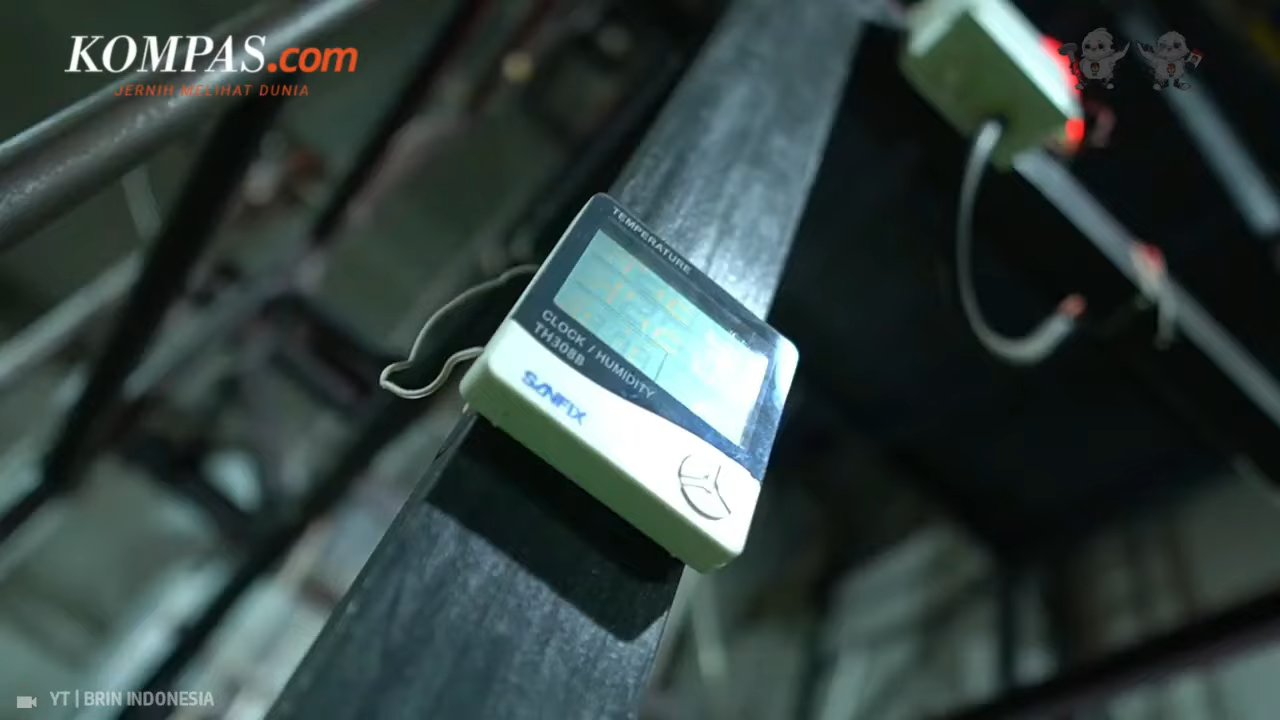 KOMPAS.com
JERNIH MELIHAT DUNIA
TEMPERATURE
CLOCK / HUMIDITY
TH308B
SANFIX
YT | BRIN INDONESIA